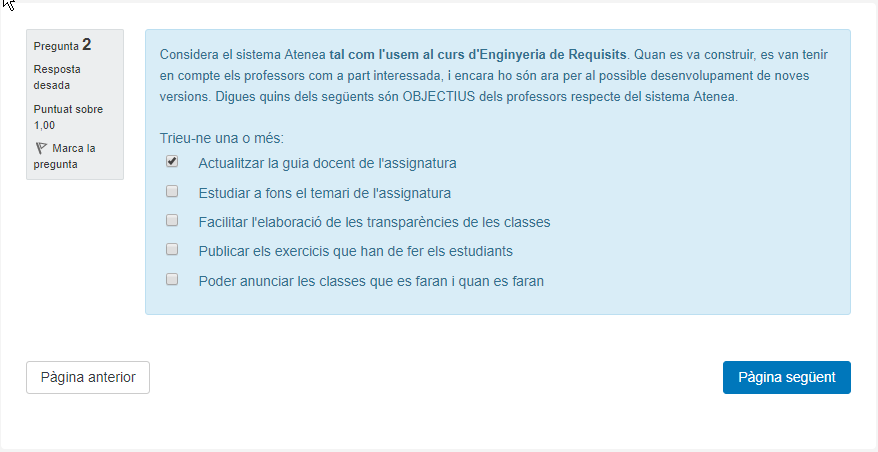 Pregunta 2
Resposta
desada
Puntuat sobre
1,00
Marca la
pregunta
Considera el sistema Atenea tal com l'usem al curs d'Enginyeria de Requisits. Quan es va construir, es van tenir
en compte els professors com a part interessada, i encara ho són ara per al possible desenvolupament de noves
versions. Digues quins dels següents són OBJECTIUS dels professors respecte del sistema Atenea.
Trieu-ne una o més:
Actualitzar la guia docent de l'assignatura
Estudiar a fons el temari de l'assignatura
Facilitar l'elaboració de les transparències de les classes
Publicar els exercicis que han de fer els estudiants
Poder anunciar les classes que es faran i quan es faran
Pàgina anterior
Pàgina següent